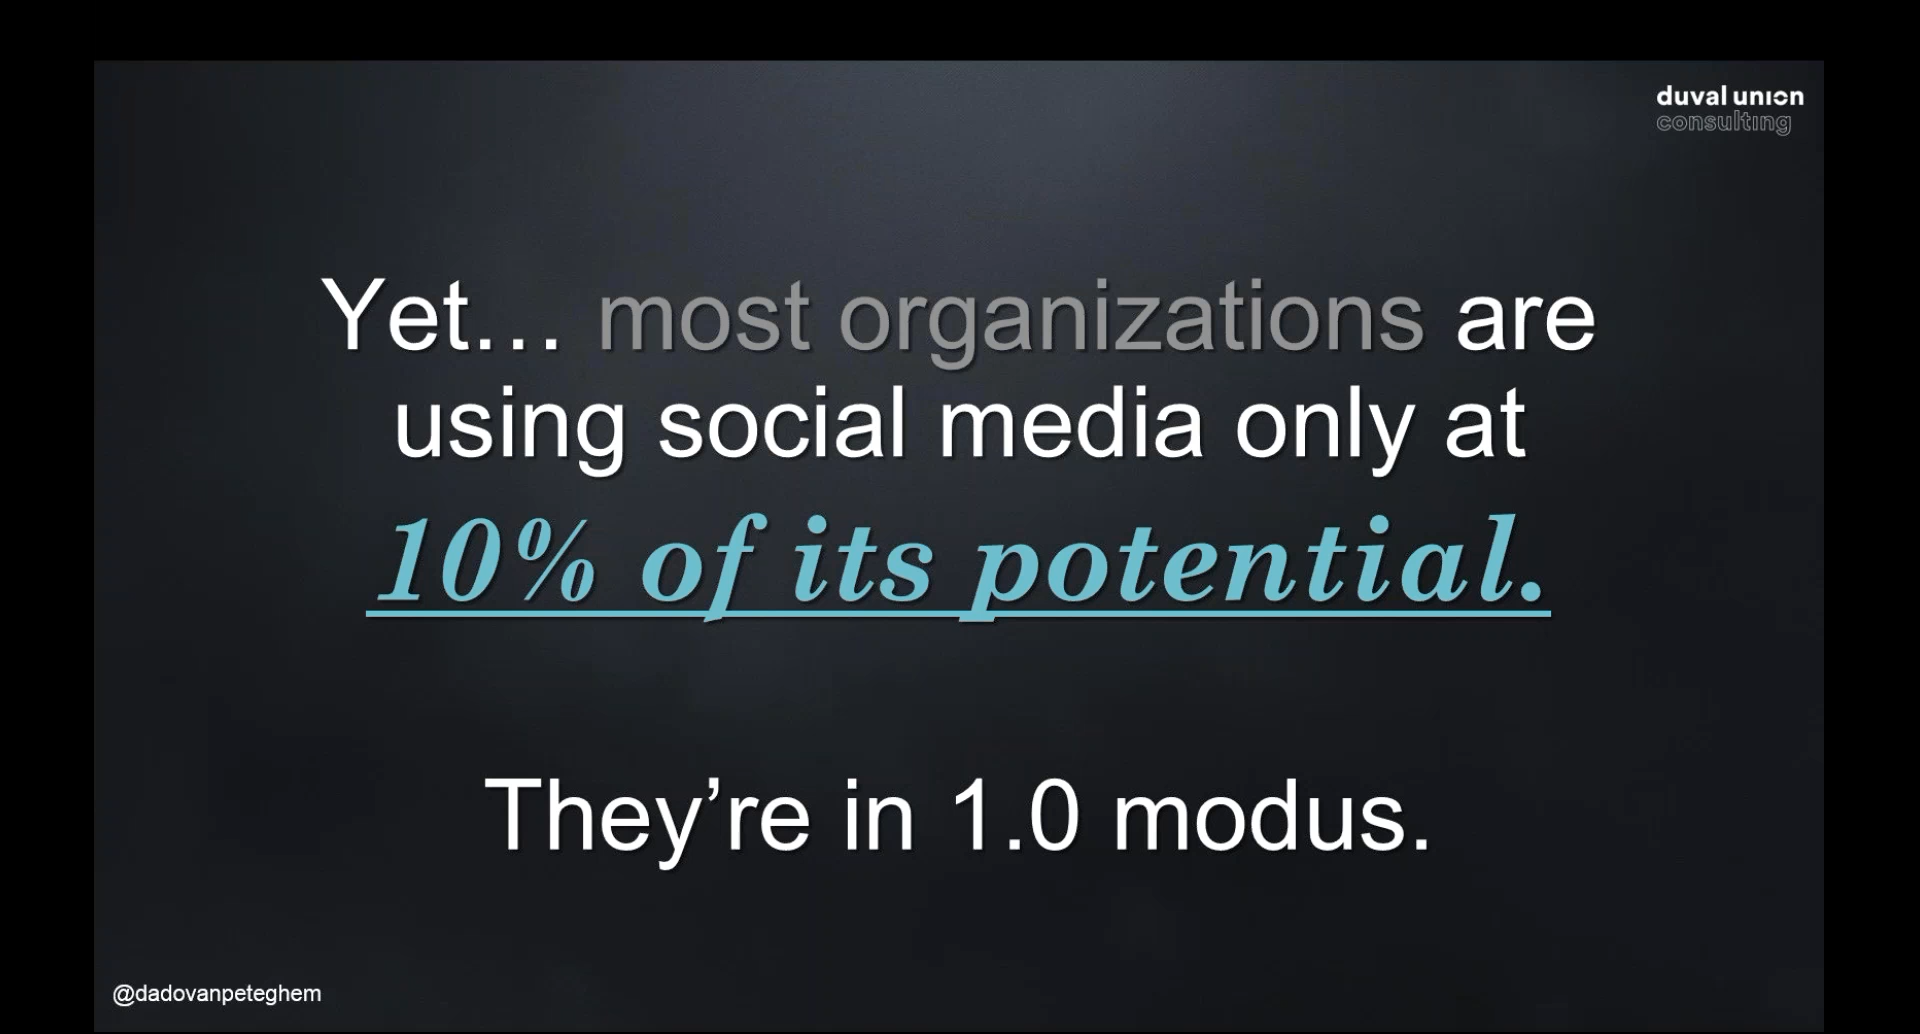 duval union
consulting
Yet… most organizations are
using social media only at
10% of its potential.
They’re in 1.0 modus.
@dadovanpeteghem